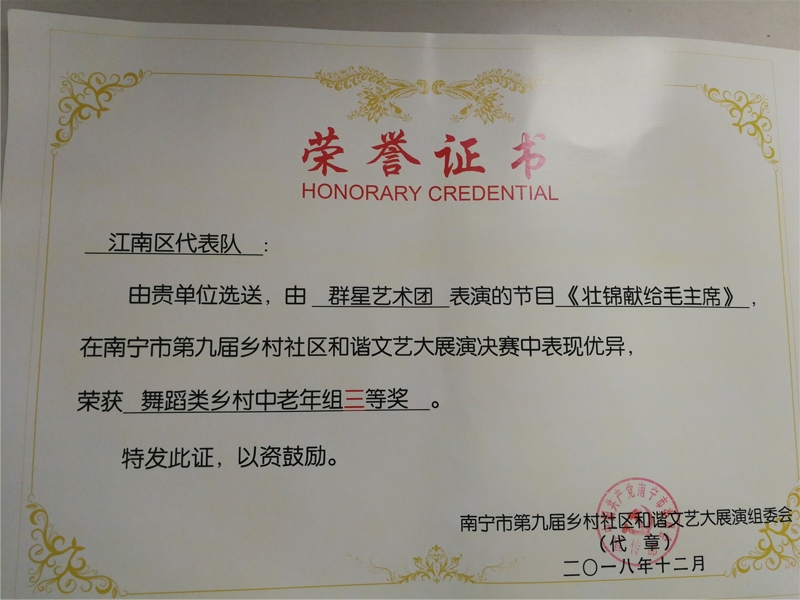 荣誉证书
HONORARY CREDENTIAL
江南区代表队：
由贵单位选送，由 群星艺术团 表演的节目《壮锦献给毛主席》，
在南宁市第九届乡村社区和谐文艺大展演决赛中表现优异，
荣获 舞蹈类乡村中老年组三等奖 。
特发此证，以资鼓励。
南宁市第九届乡村社区和谐文艺大展演组委会
（代 章）
二〇一八年十二月